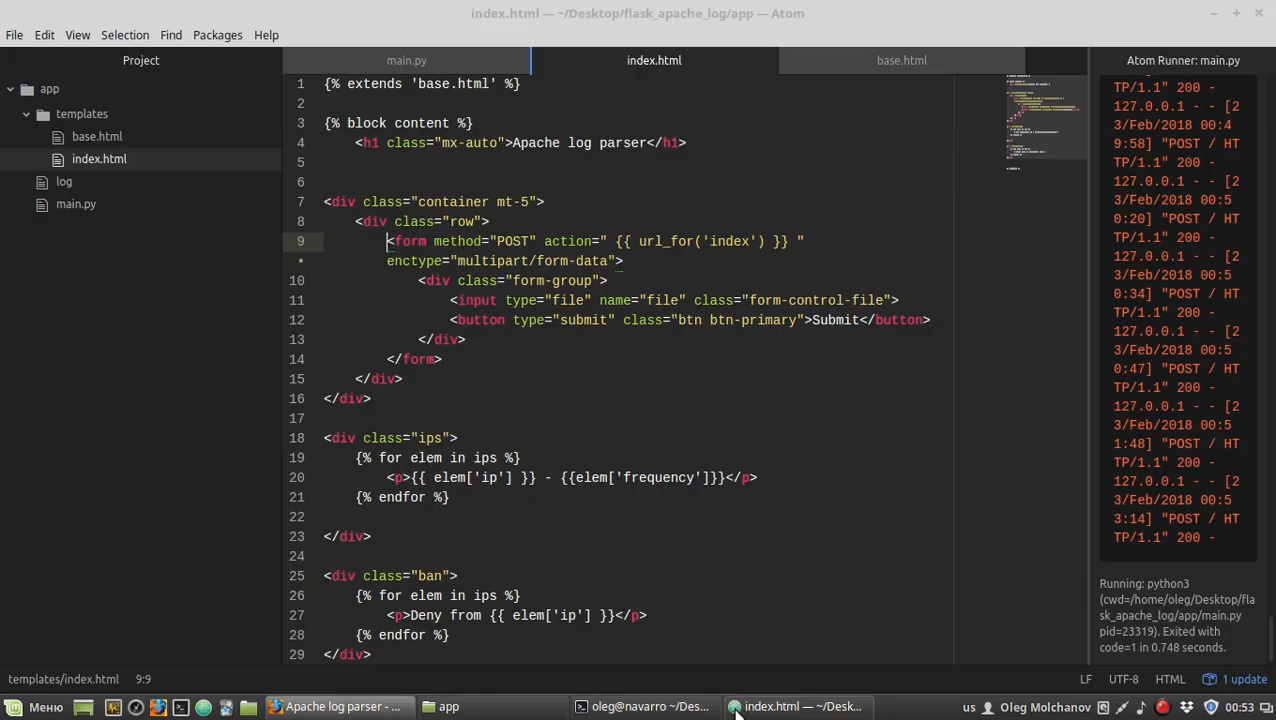 index.html — ~/Desktop/flask_apache_log/app — Atom
File Edit View Selection Find Packages Help
Project
main.py
index.html
base.html
Atom Runner: main.py
app
templates
base.html
index.html
log
main.py
1 {% extends 'base.html' %}
2
3 {% block content %}
4 <h1 class="mx-auto">Apache log parser</h1>
5
6
7 <div class="container mt-5">
8 <div class="row">
9 <form method="POST" action=" {{ url_for('index') }} "
• enctype="multipart/form-data">
10 <div class="form-group">
11 <input type="file" name="file" class="form-control-file">
12 <button type="submit" class="btn btn-primary">Submit</button>
13 </div>
14 </form>
15 </div>
16 </div>
17
18 <div class="ips">
19 {% for elem in ips %}
20 <p>{{ elem['ip'] }} - {{elem['frequency']}}</p>
21 {% endfor %}
22
23 </div>
24
25 <div class="ban">
26 {% for elem in ips %}
27 <p>Deny from {{ elem['ip'] }}</p>
28 {% endfor %}
29 </div>
TP/1.1" 200 -
127.0.0.1 - - [2
3/Feb/2018 00:4
9:58] "POST / HT
TP/1.1" 200 -
127.0.0.1 - - [2
3/Feb/2018 00:5
0:20] "POST / HT
TP/1.1" 200 -
127.0.0.1 - - [2
3/Feb/2018 00:5
0:34] "POST / HT
TP/1.1" 200 -
127.0.0.1 - - [2
3/Feb/2018 00:5
0:47] "POST / HT
TP/1.1" 200 -
127.0.0.1 - - [2
3/Feb/2018 00:5
1:48] "POST / HT
TP/1.1" 200 -
127.0.0.1 - - [2
3/Feb/2018 00:5
3:14] "POST / HT
TP/1.1" 200 -
Running: python3
(cwd=/home/oleg/Desktop/fla
sk_apache_log/app/main.py
pid=23319). Exited with
code=1 in 0.748 seconds.
templates/index.html 9:9
LF UTF-8 HTML 1 update
Меню
Apache log parser - ...
app
oleg@navarro ~/Des...
index.html — ~/Desk...
us Oleg Molchanov 00:53